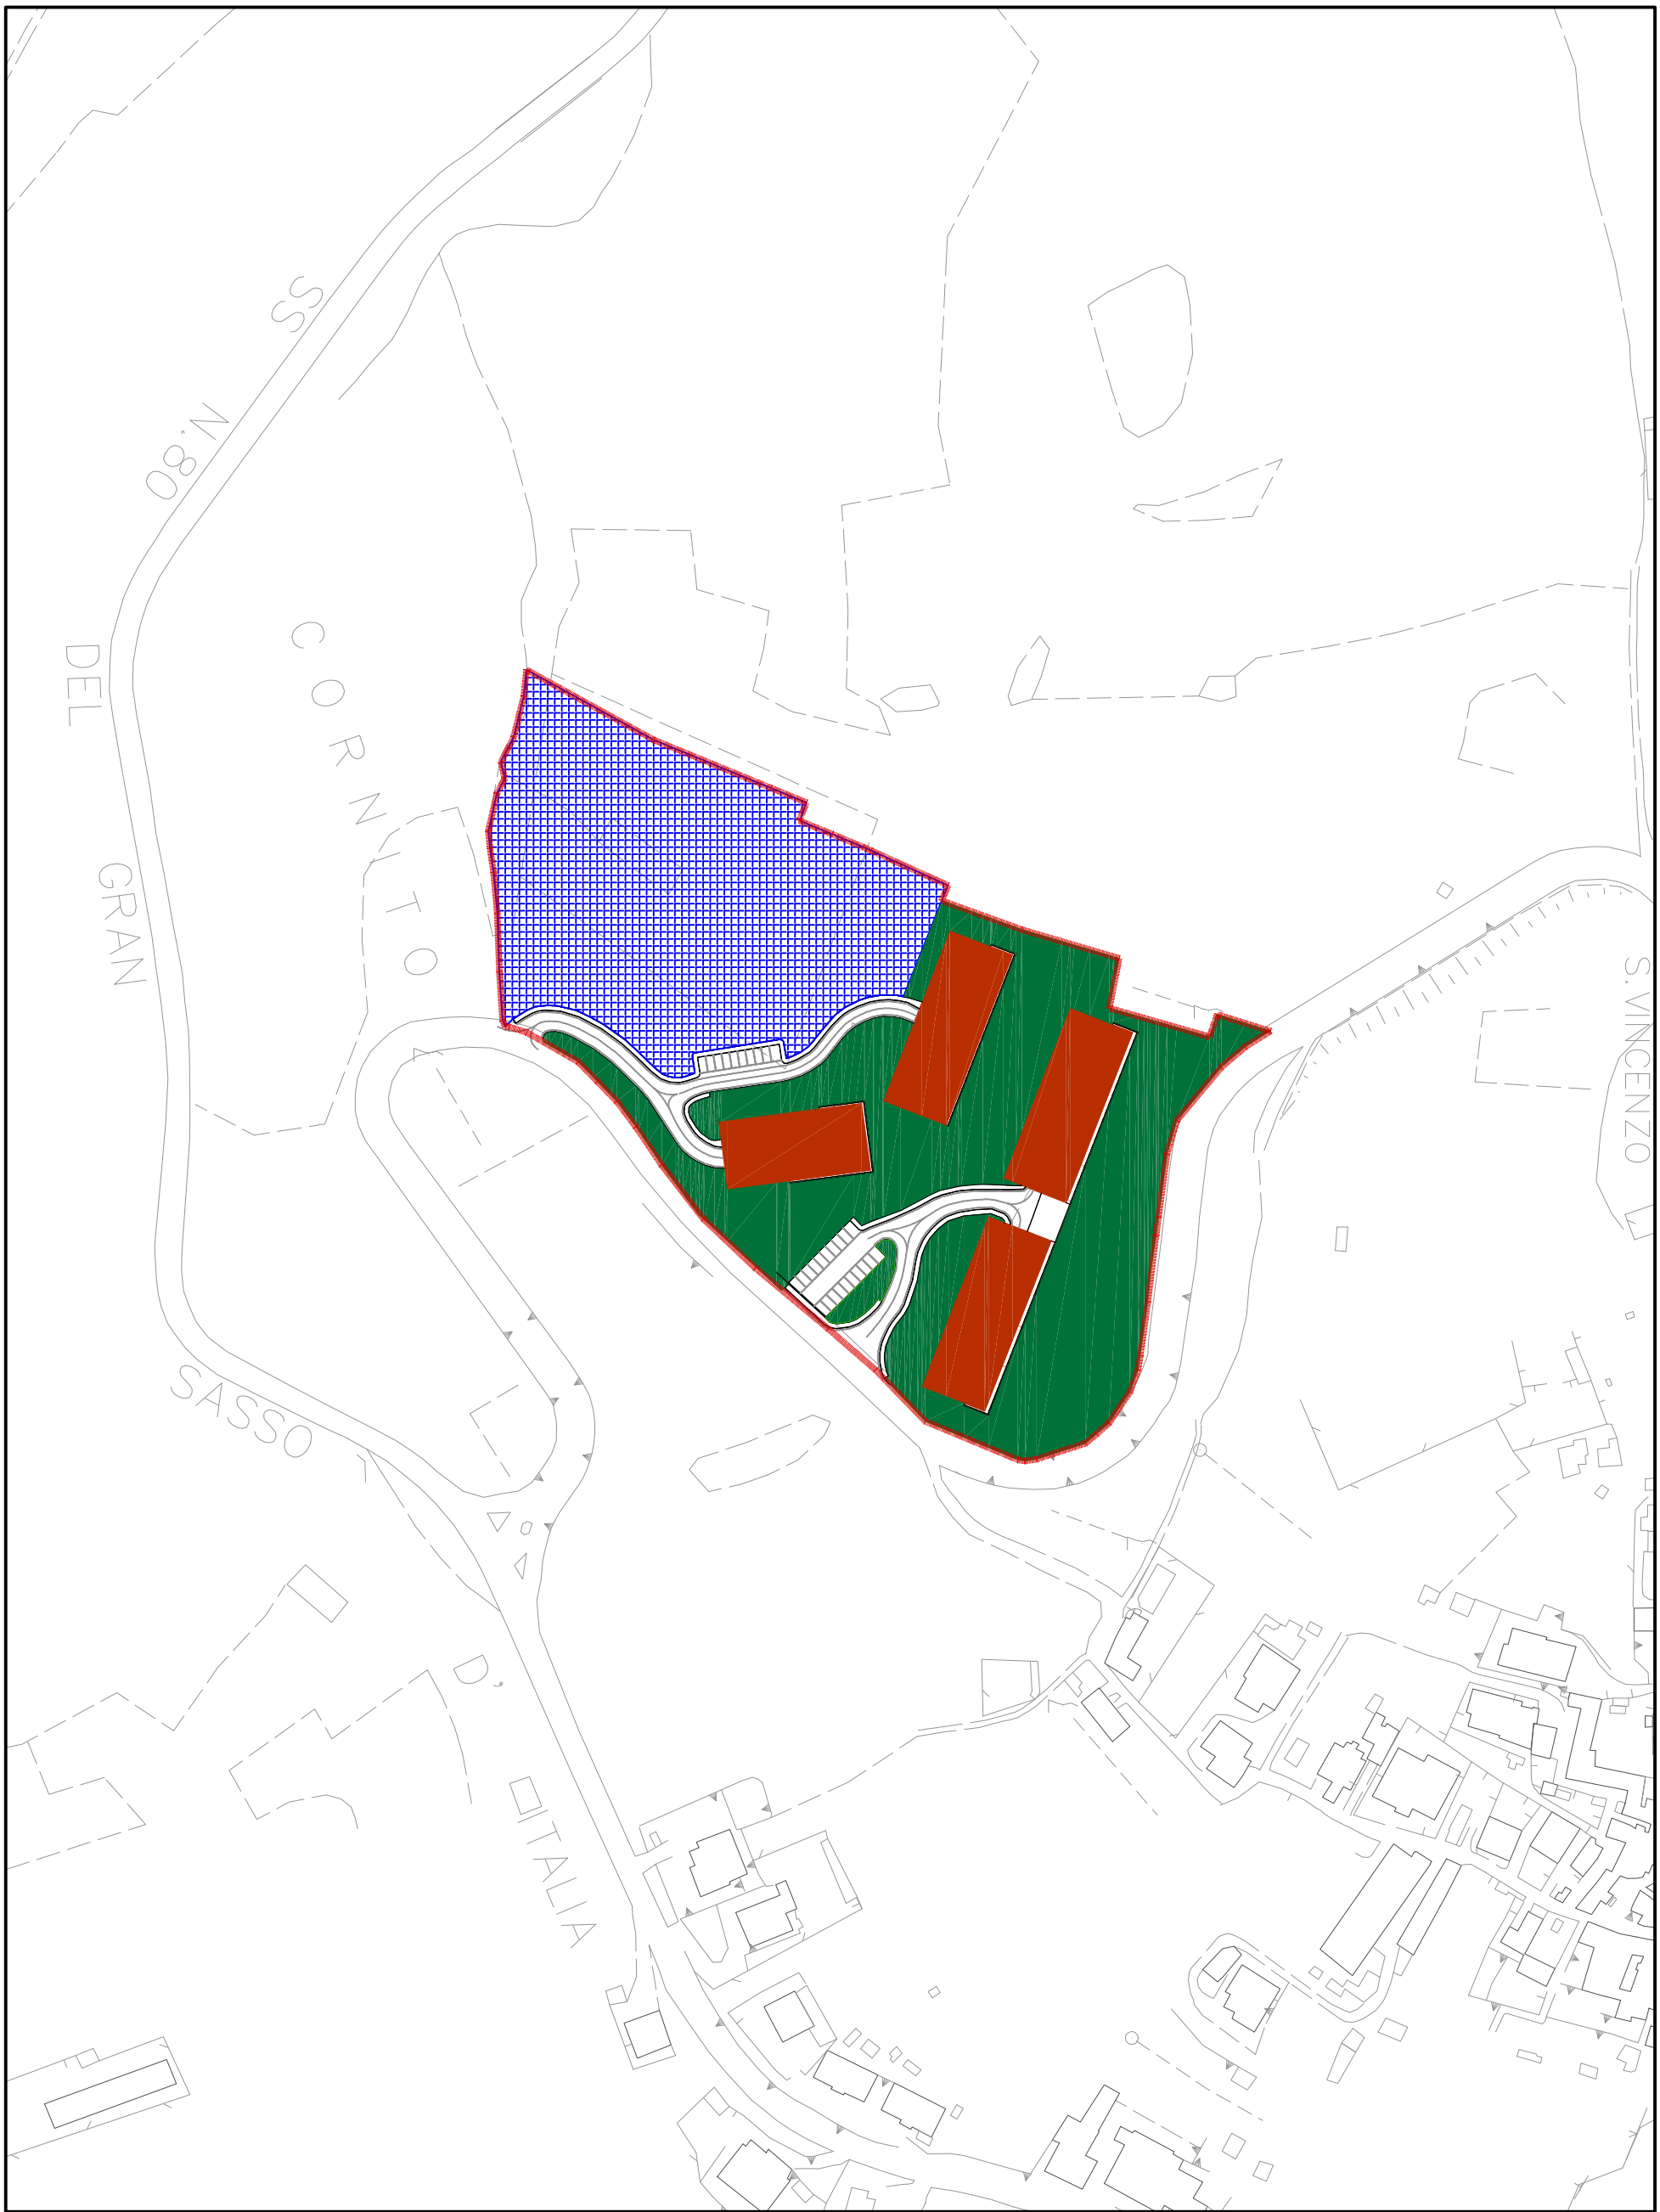 SS
N.80
DEL
GRAN
SASSO
D'
ITALIA
CORNITO
S.VINCENZO